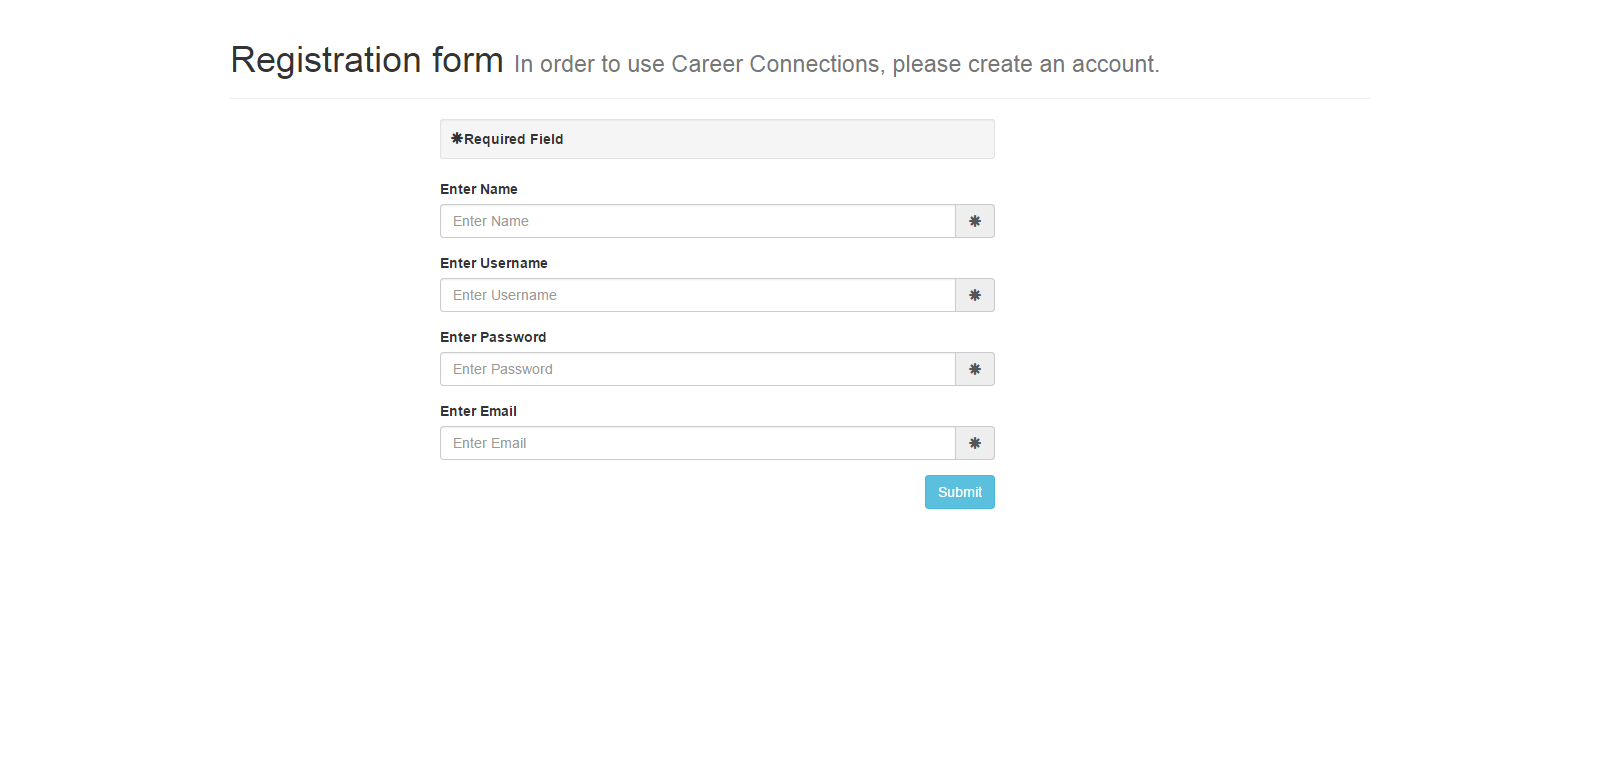 Registration form In order to use Career Connections, please create an account.
✱Required Field
Enter Name
Enter Name ✱
Enter Username
Enter Username ✱
Enter Password
Enter Password ✱
Enter Email
Enter Email ✱
Submit